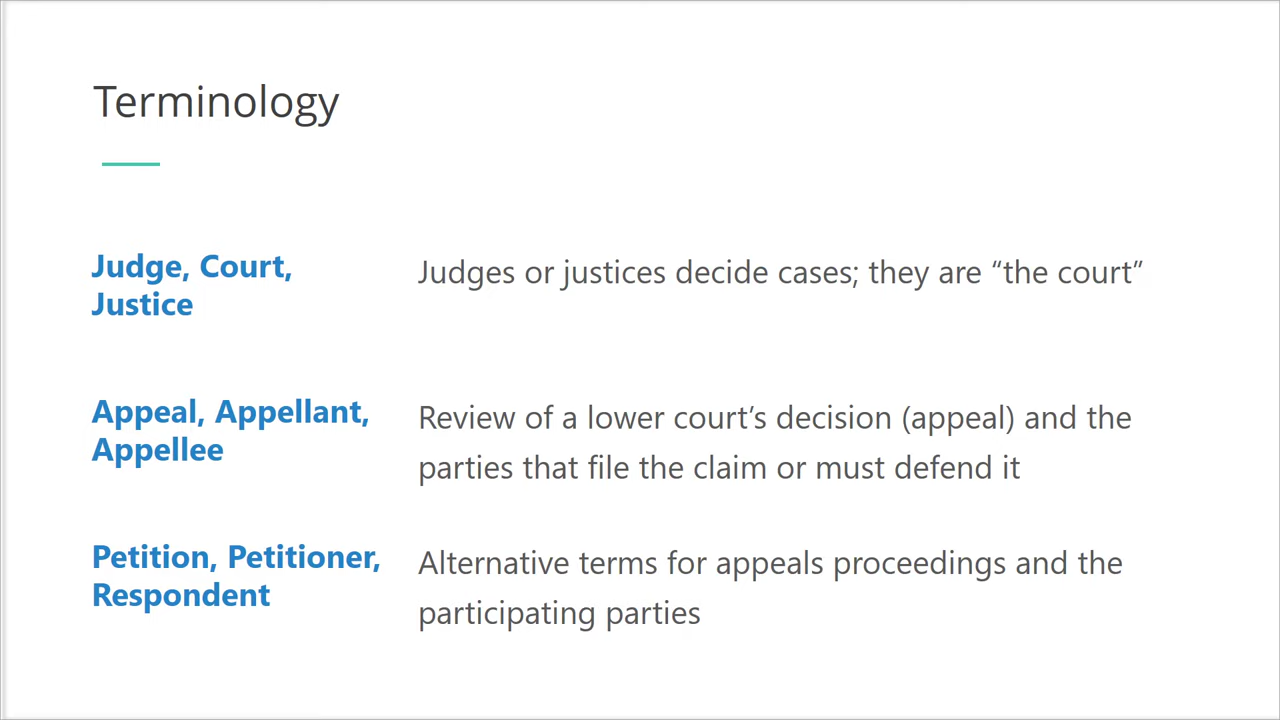 Terminology
Judge, Court,
Justice
Judges or justices decide cases; they are “the court”
Appeal, Appellant,
Appellee
Review of a lower court’s decision (appeal) and the
parties that file the claim or must defend it
Petition, Petitioner,
Respondent
Alternative terms for appeals proceedings and the
participating parties